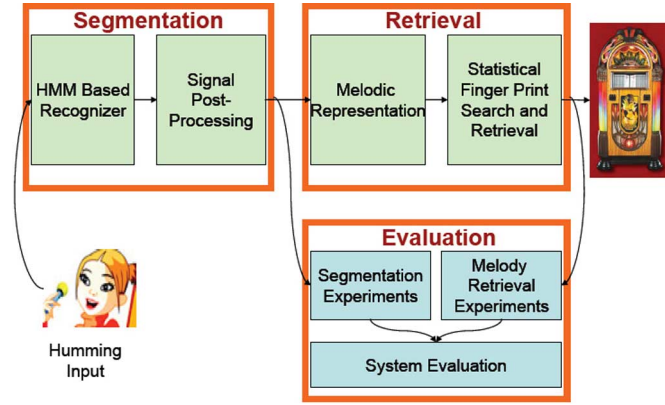 Segmentation
HMM Based
Recognizer
Signal
Post-
Processing
Retrieval
Melodic
Representation
Statistical
Finger Print
Search and
Retrieval
Humming
Input
Evaluation
Segmentation
Experiments
Melody
Retrieval
Experiments
System Evaluation